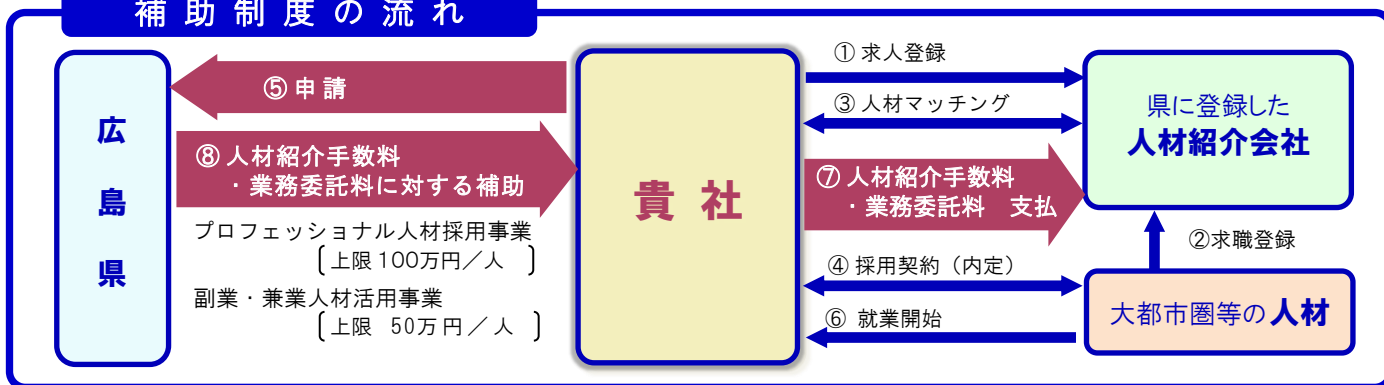 補助制度の流れ
広島県
⑤申請
⑧人材紹介手数料
・業務委託料に対する補助
プロフェッショナル人材採用事業
〔上限100万円／人 〕
副業・兼業人材活用事業
〔上限 50万円／人 〕
貴社
①求人登録
③人材マッチング
⑦人材紹介手数料
・業務委託料 支払
④採用契約（内定）
⑥ 就業開始
県に登録した
人材紹介会社
②求職登録
大都市圏等の人材